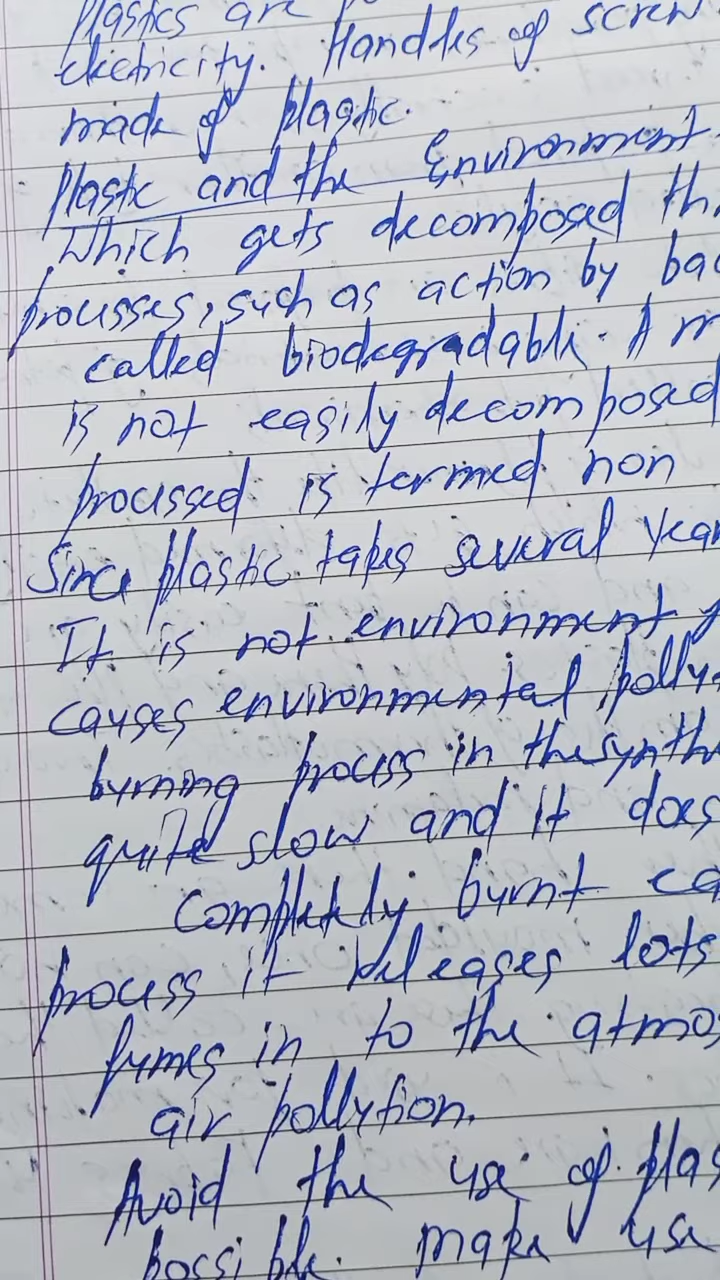 Plastics are
electricity. Handles of screw
made of plastic.
Plastic and the Environment
Which gets decomposed th
processes, such as action by bac
called biodegradable. A m
is not easily decomposed
processed is termed non
Since plastic takes several year
It is not environment f
causes environmental pollu
burning process in the synth
quite slow and it does
Completely burnt ca
process it releases lots
fumes in to the atmos
air pollution.
Avoid the use of plas
possible. make use